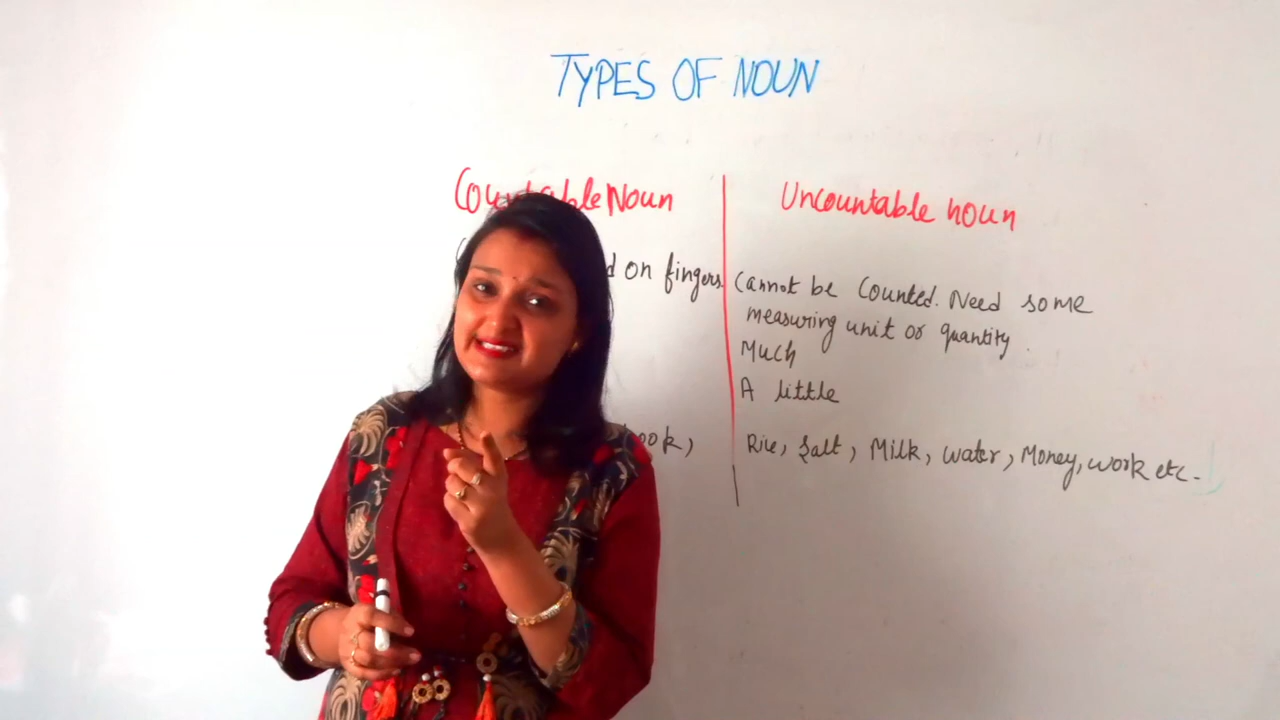 TYPES OF NOUN
Countable Noun
on fingers.
ook,
Uncountable noun
Cannot be Counted. Need some
measuring unit or quantity.
Much
A little
Rice, Salt, Milk, water, Money, work etc.